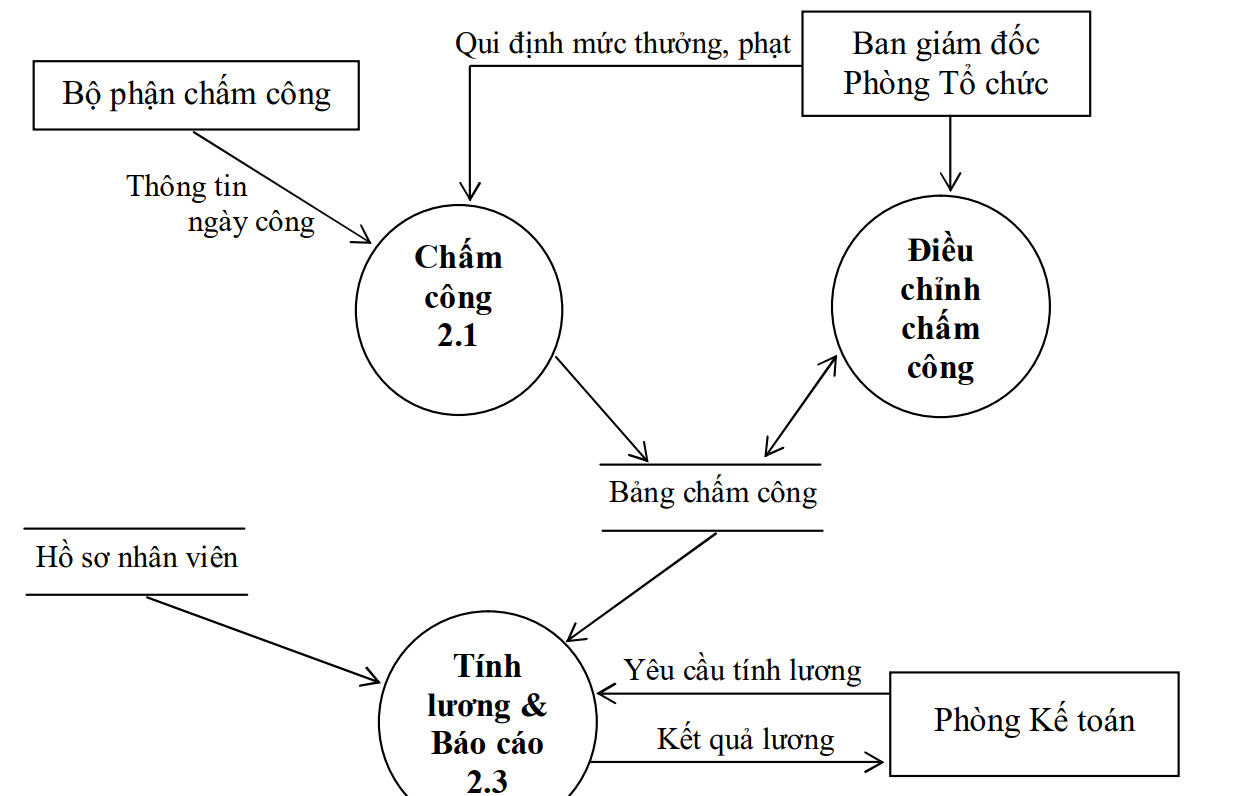 Qui định mức thưởng, phạt
Ban giám đốc
Phòng Tổ chức
Bộ phận chấm công
Thông tin
ngày công
Chấm
công
2.1
Điều
chỉnh
chấm
công
Bảng chấm công
Hồ sơ nhân viên
Tính
lương &
Báo cáo
2.3
Yêu cầu tính lương
Kết quả lương
Phòng Kế toán